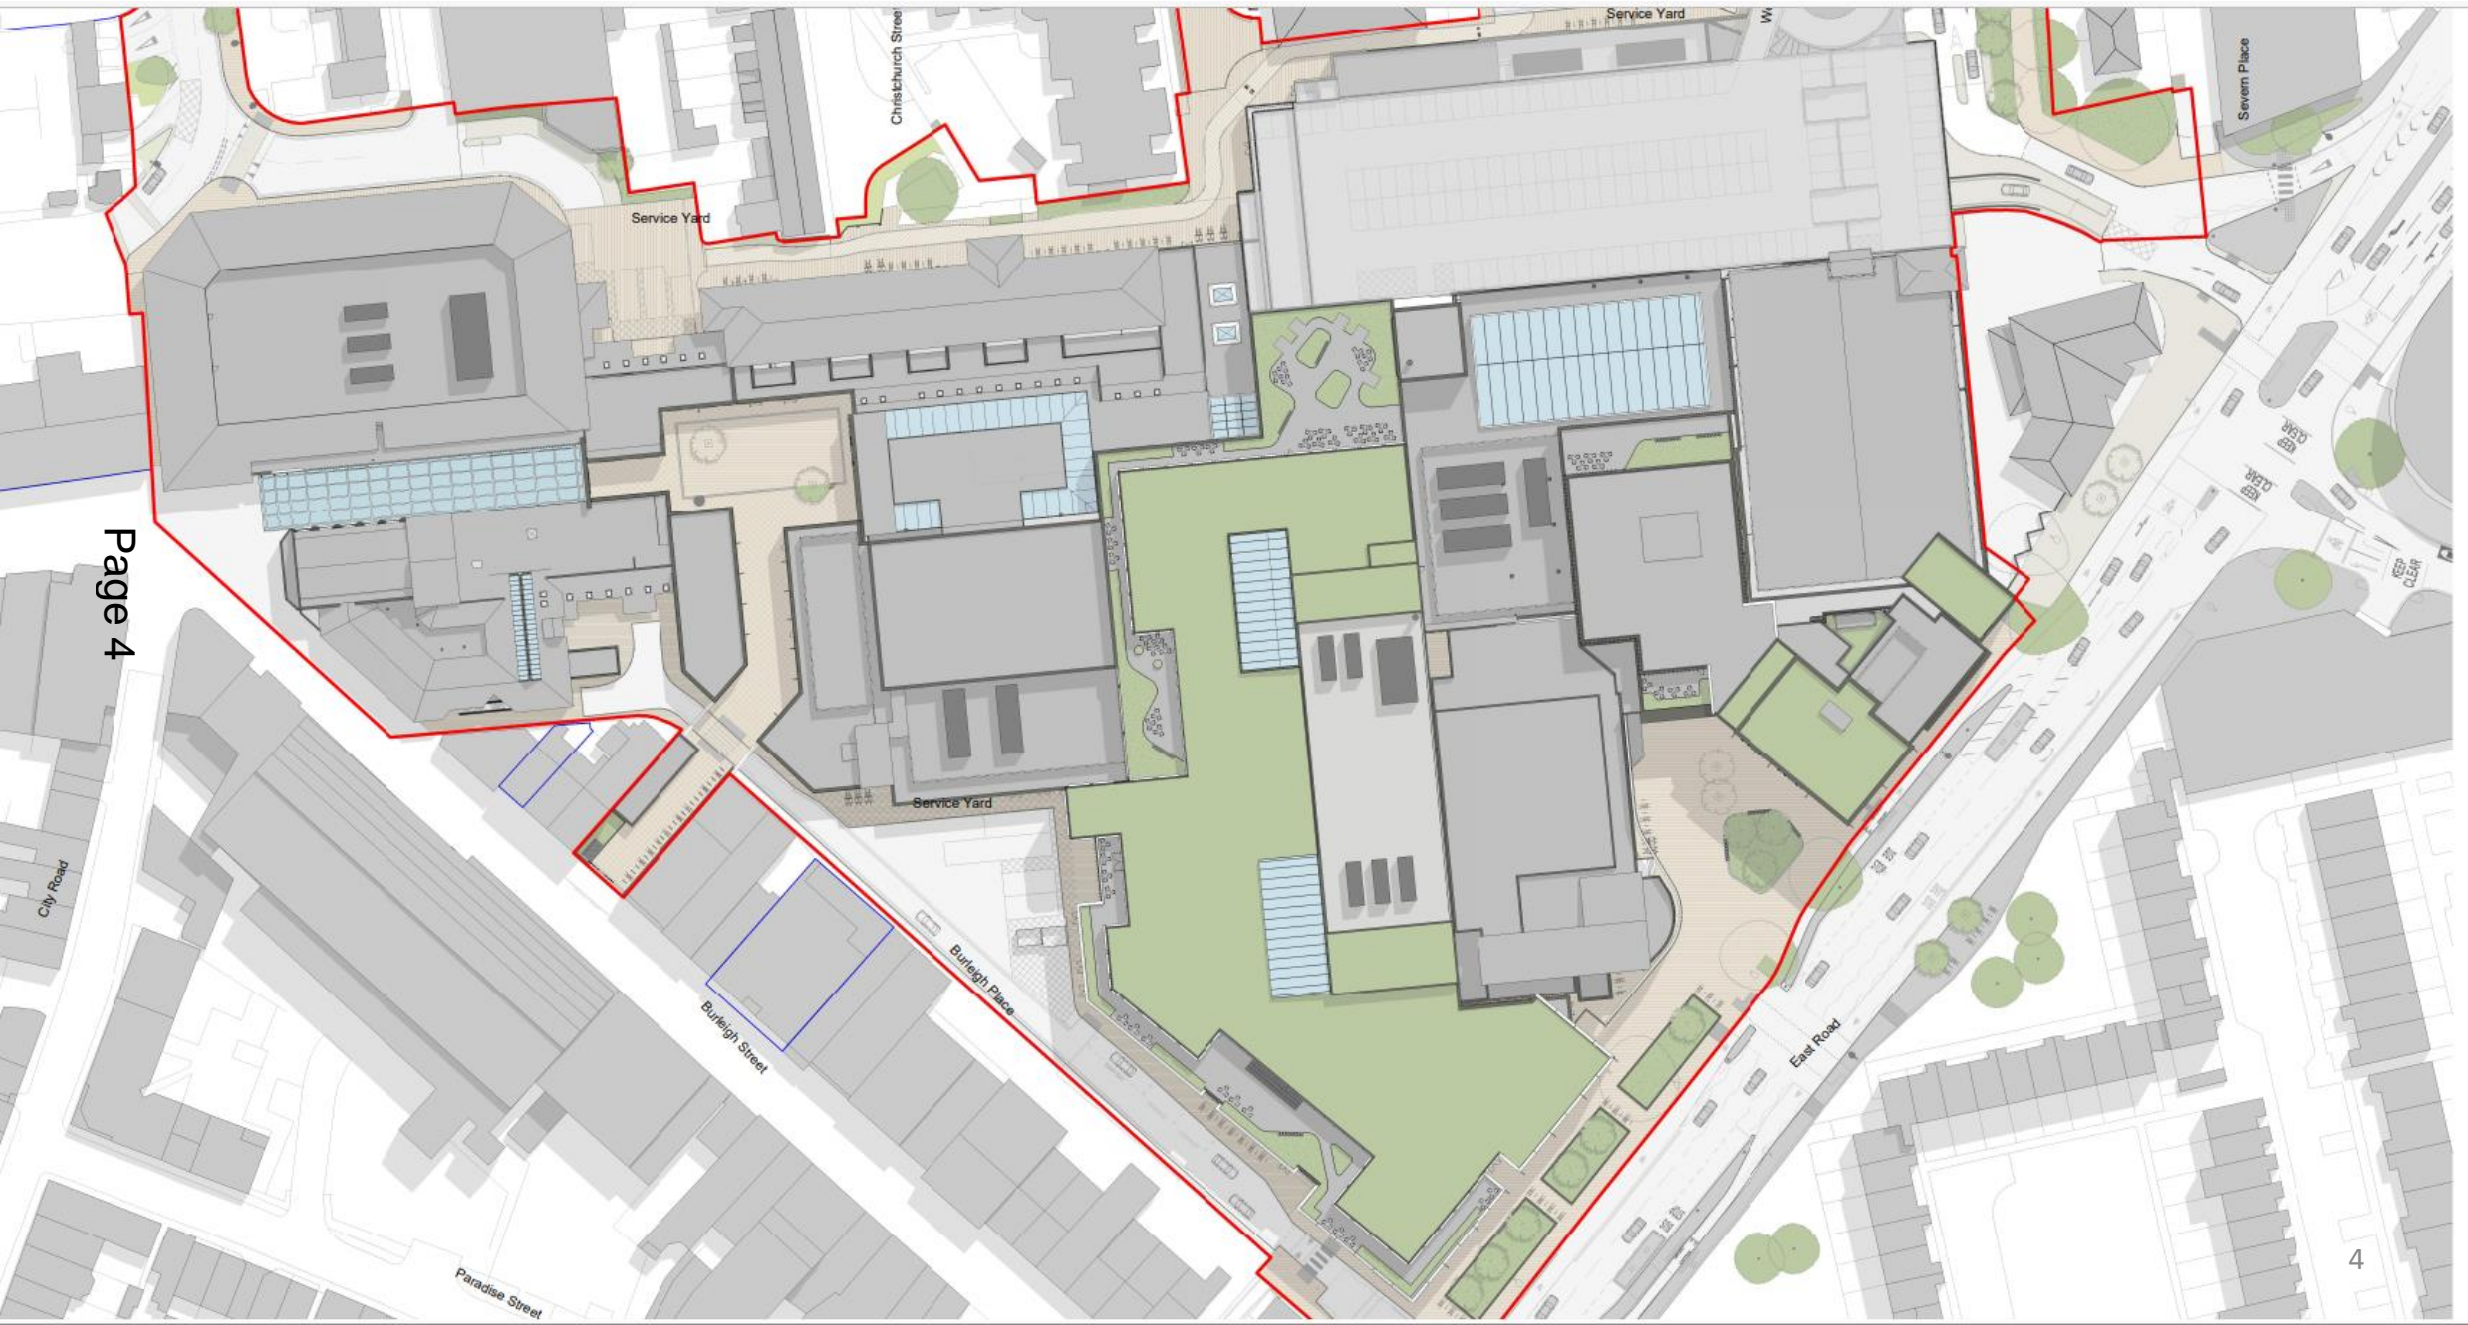 Service Yard
Christchurch Street
Severn Place
Service Yard
KEEP
CLEAR
KEEP
CLEAR
KEEP
CLEAR
Page 4
Service Yard
City Road
Burleigh Place
Burleigh Street
East Road
Paradise Street
4